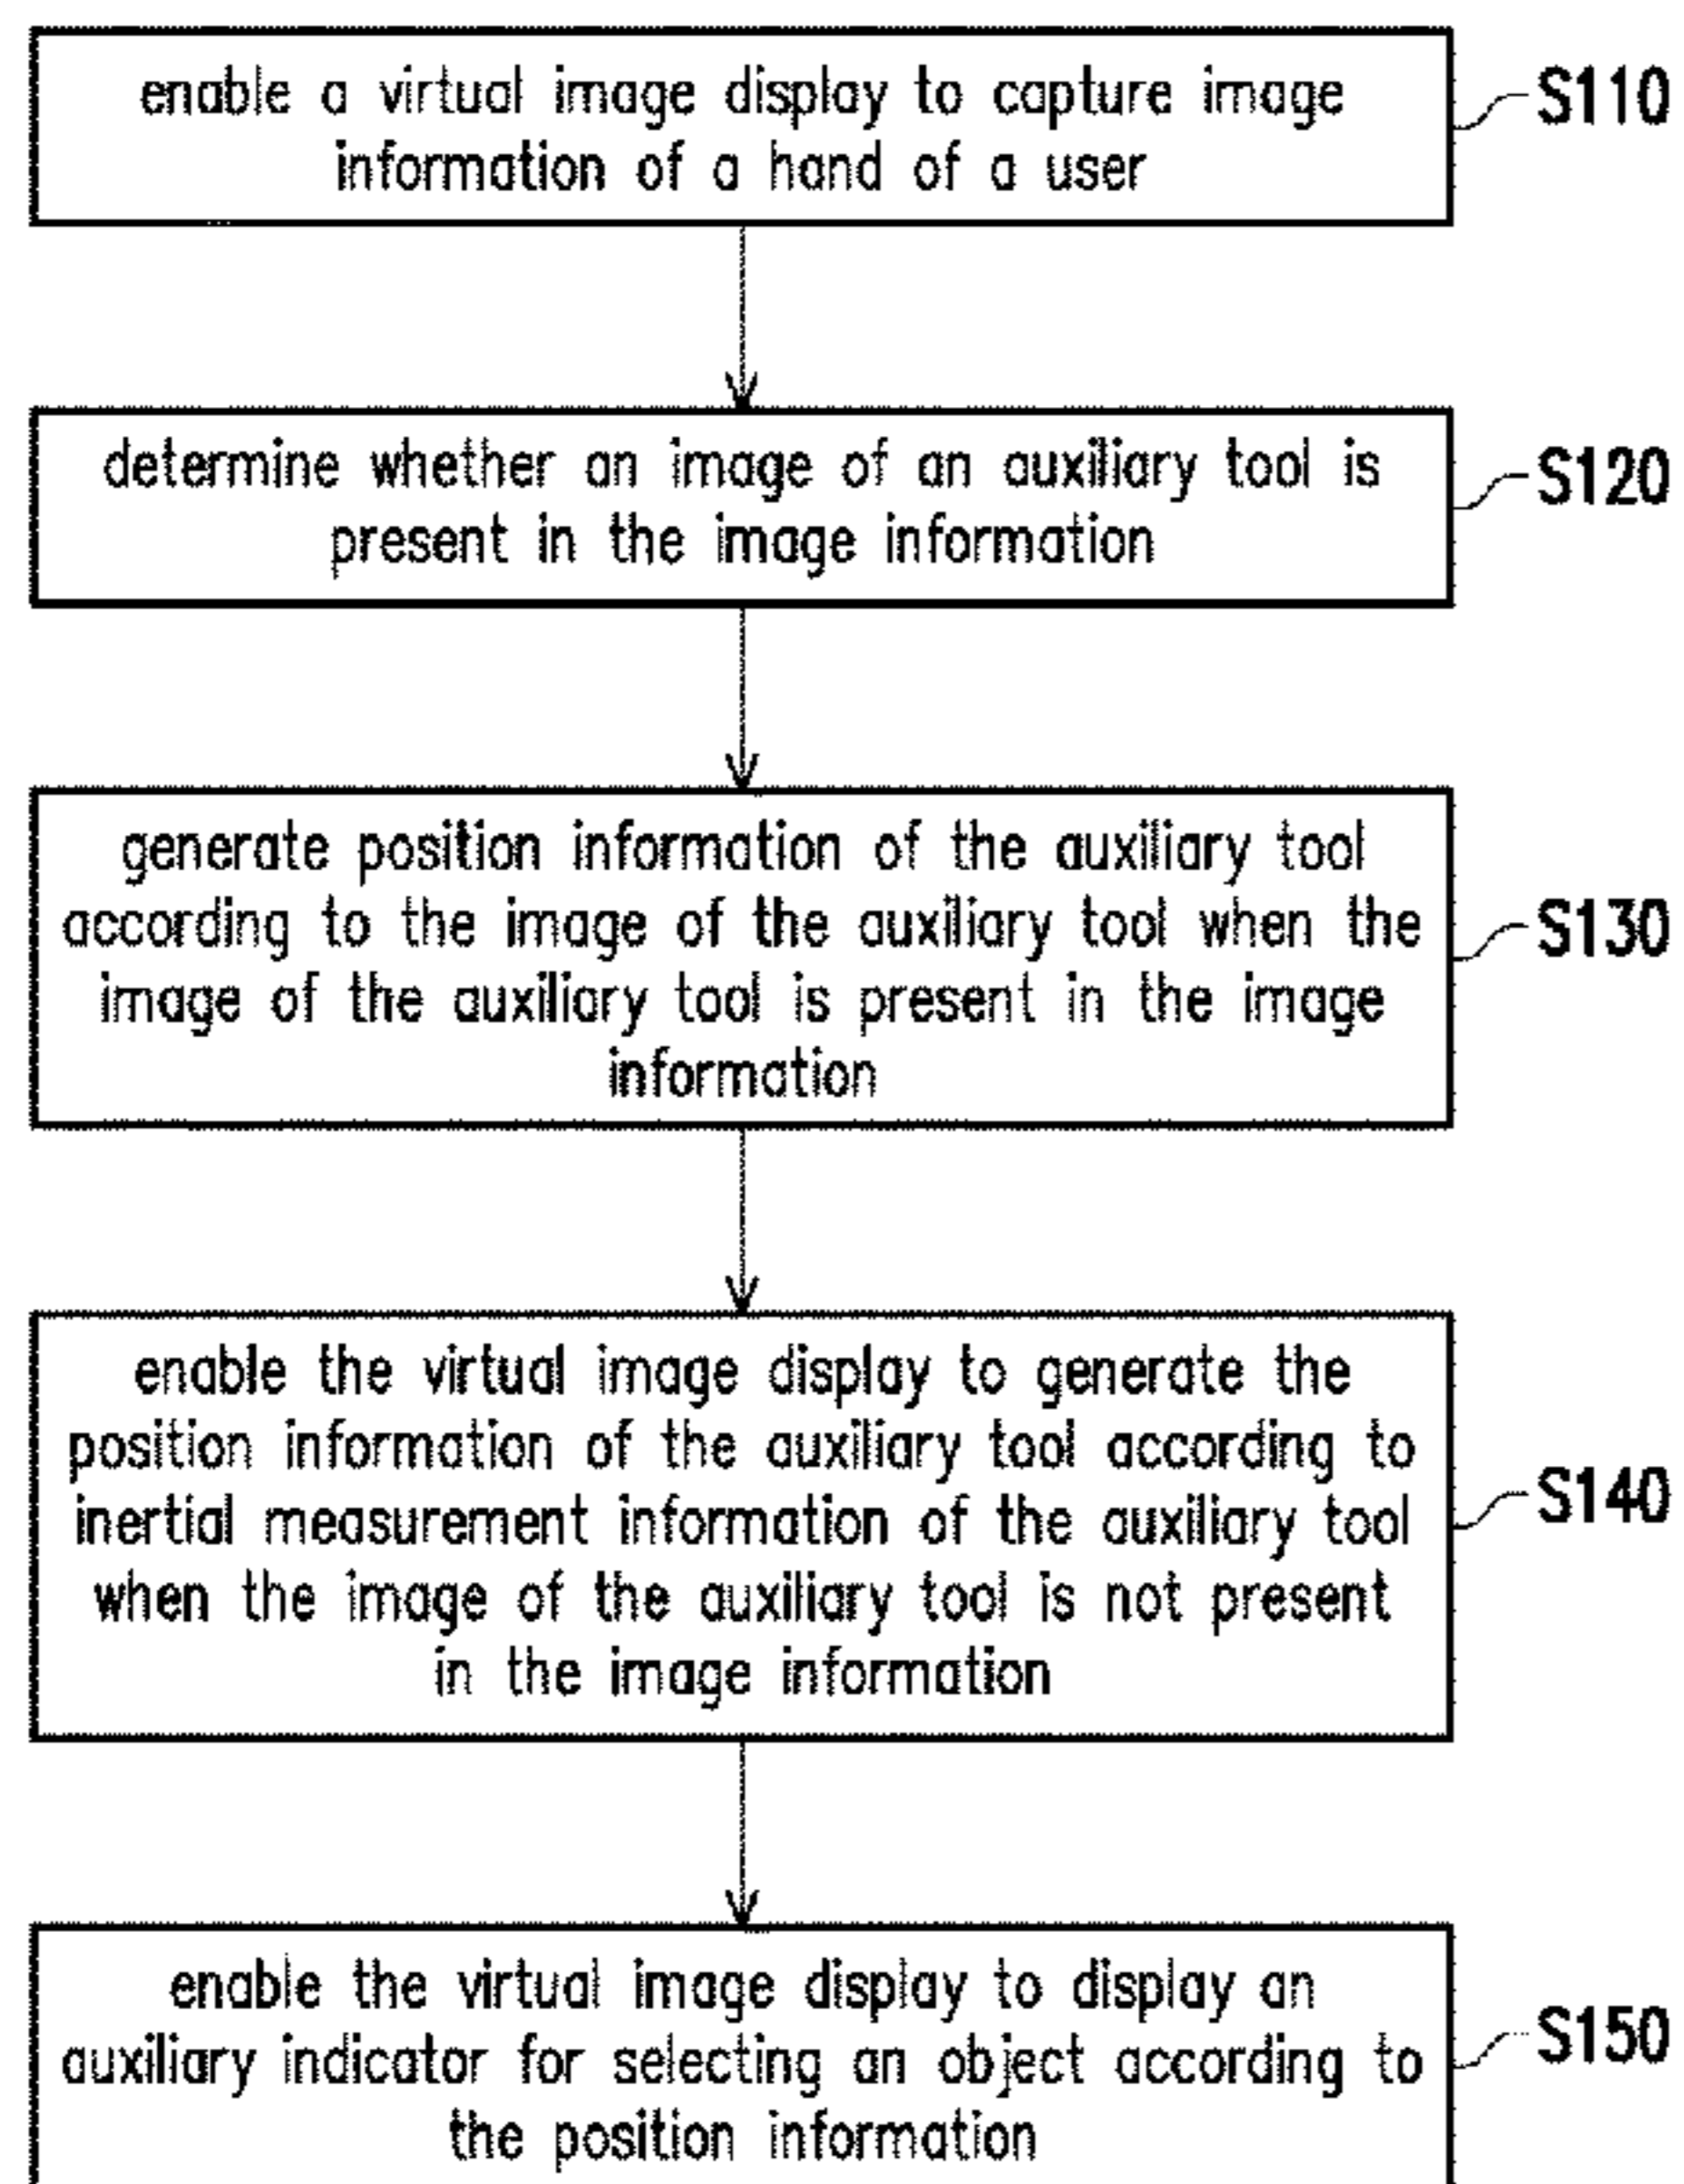 enable a virtual image display to capture image
information of a hand of a user
S110
determine whether an image of an auxiliary tool is
present in the image information
S120
generate position information of the auxiliary tool
according to the image of the auxiliary tool when the
image of the auxiliary tool is present in the image
information
S130
enable the virtual image display to generate the
position information of the auxiliary tool according to
inertial measurement information of the auxiliary tool
when the image of the auxiliary tool is not present
in the image information
S140
enable the virtual image display to display an
auxiliary indicator for selecting an object according to
the position information
S150